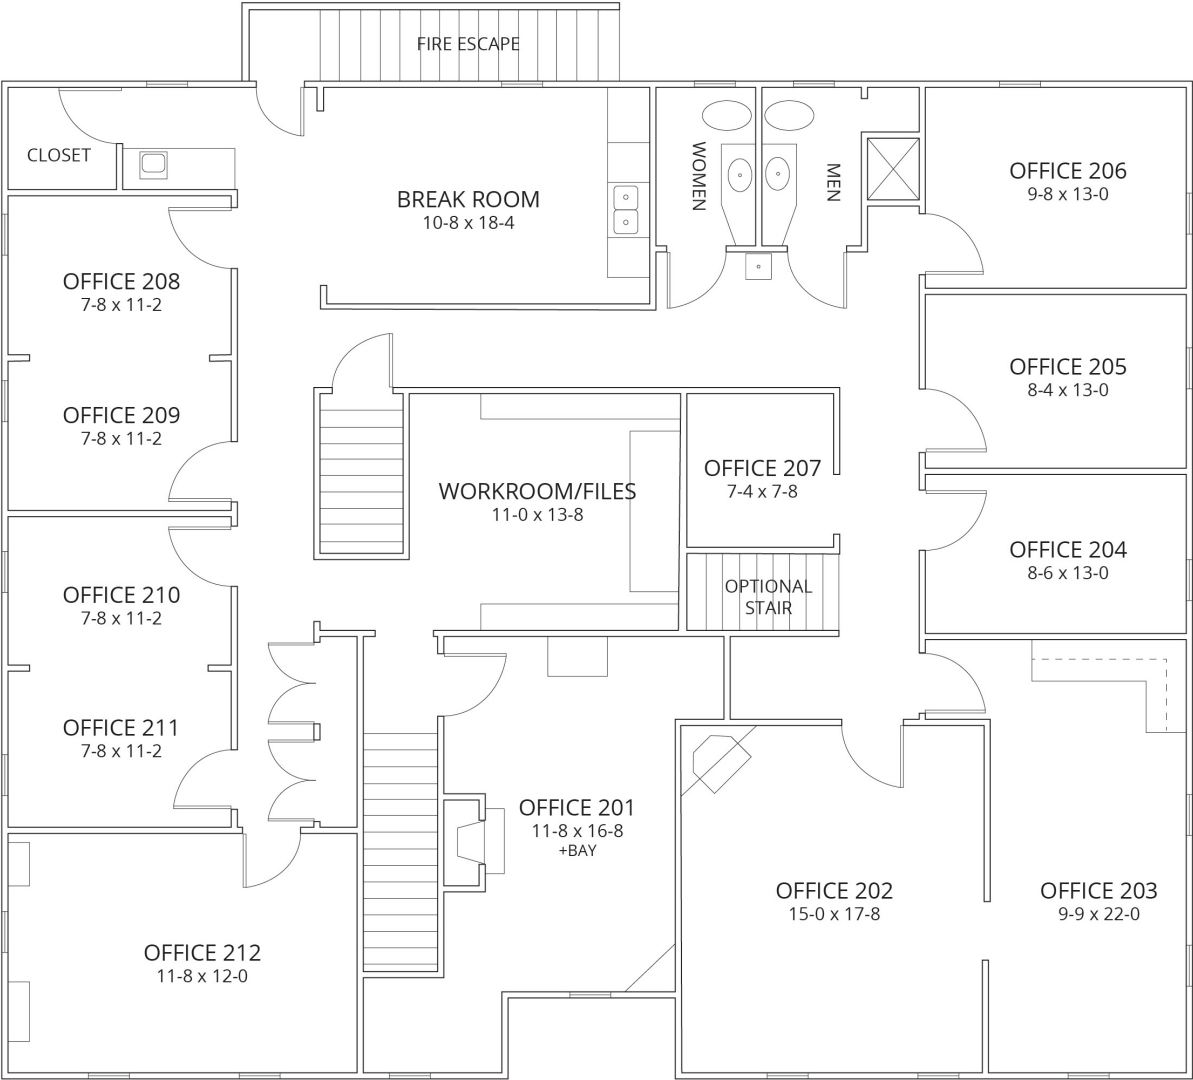 FIRE ESCAPE
CLOSET
BREAK ROOM
10-8 x 18-4
WOMEN
MEN
OFFICE 206
9-8 x 13-0
OFFICE 208
7-8 x 11-2
OFFICE 205
8-4 x 13-0
OFFICE 209
7-8 x 11-2
WORKROOM/FILES
11-0 x 13-8
OFFICE 207
7-4 x 7-8
OFFICE 204
8-6 x 13-0
OFFICE 210
7-8 x 11-2
OPTIONAL
STAIR
OFFICE 211
7-8 x 11-2
OFFICE 201
11-8 x 16-8
+BAY
OFFICE 202
15-0 x 17-8
OFFICE 203
9-9 x 22-0
OFFICE 212
11-8 x 12-0